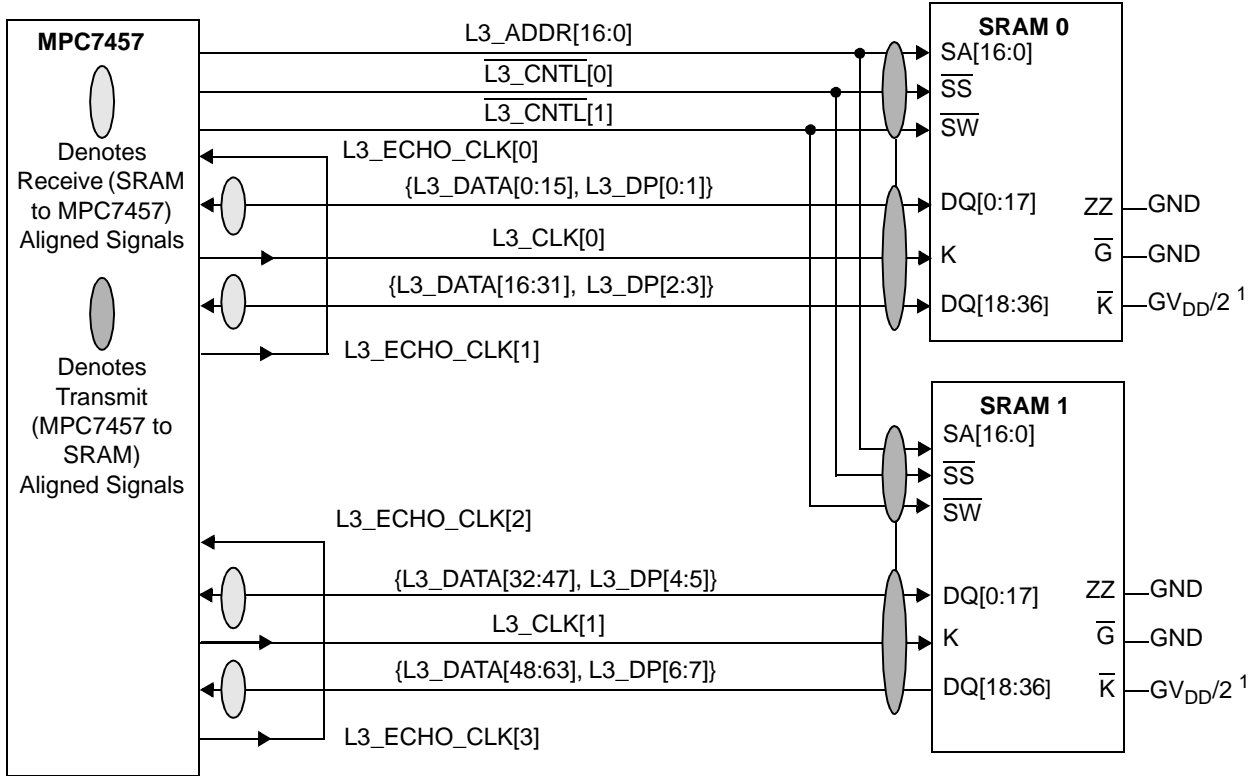 MPC7457
Denotes
Receive (SRAM
to MPC7457)
Aligned Signals
Denotes
Transmit
(MPC7457 to
SRAM)
Aligned Signals
L3_ADDR[16:0]
L3_CNTL[0]
L3_CNTL[1]
L3_ECHO_CLK[0]
{L3_DATA[0:15], L3_DP[0:1]}
L3_CLK[0]
{L3_DATA[16:31], L3_DP[2:3]}
L3_ECHO_CLK[1]
SRAM 0
SA[16:0]
SS
SW
DQ[0:17]
K
DQ[18:36]
ZZ
G
K
GND
GND
GVDD/2 1
L3_ECHO_CLK[2]
{L3_DATA[32:47], L3_DP[4:5]}
L3_CLK[1]
{L3_DATA[48:63], L3_DP[6:7]}
L3_ECHO_CLK[3]
SRAM 1
SA[16:0]
SS
SW
DQ[0:17]
K
DQ[18:36]
ZZ
G
K
GND
GND
GVDD/2 1